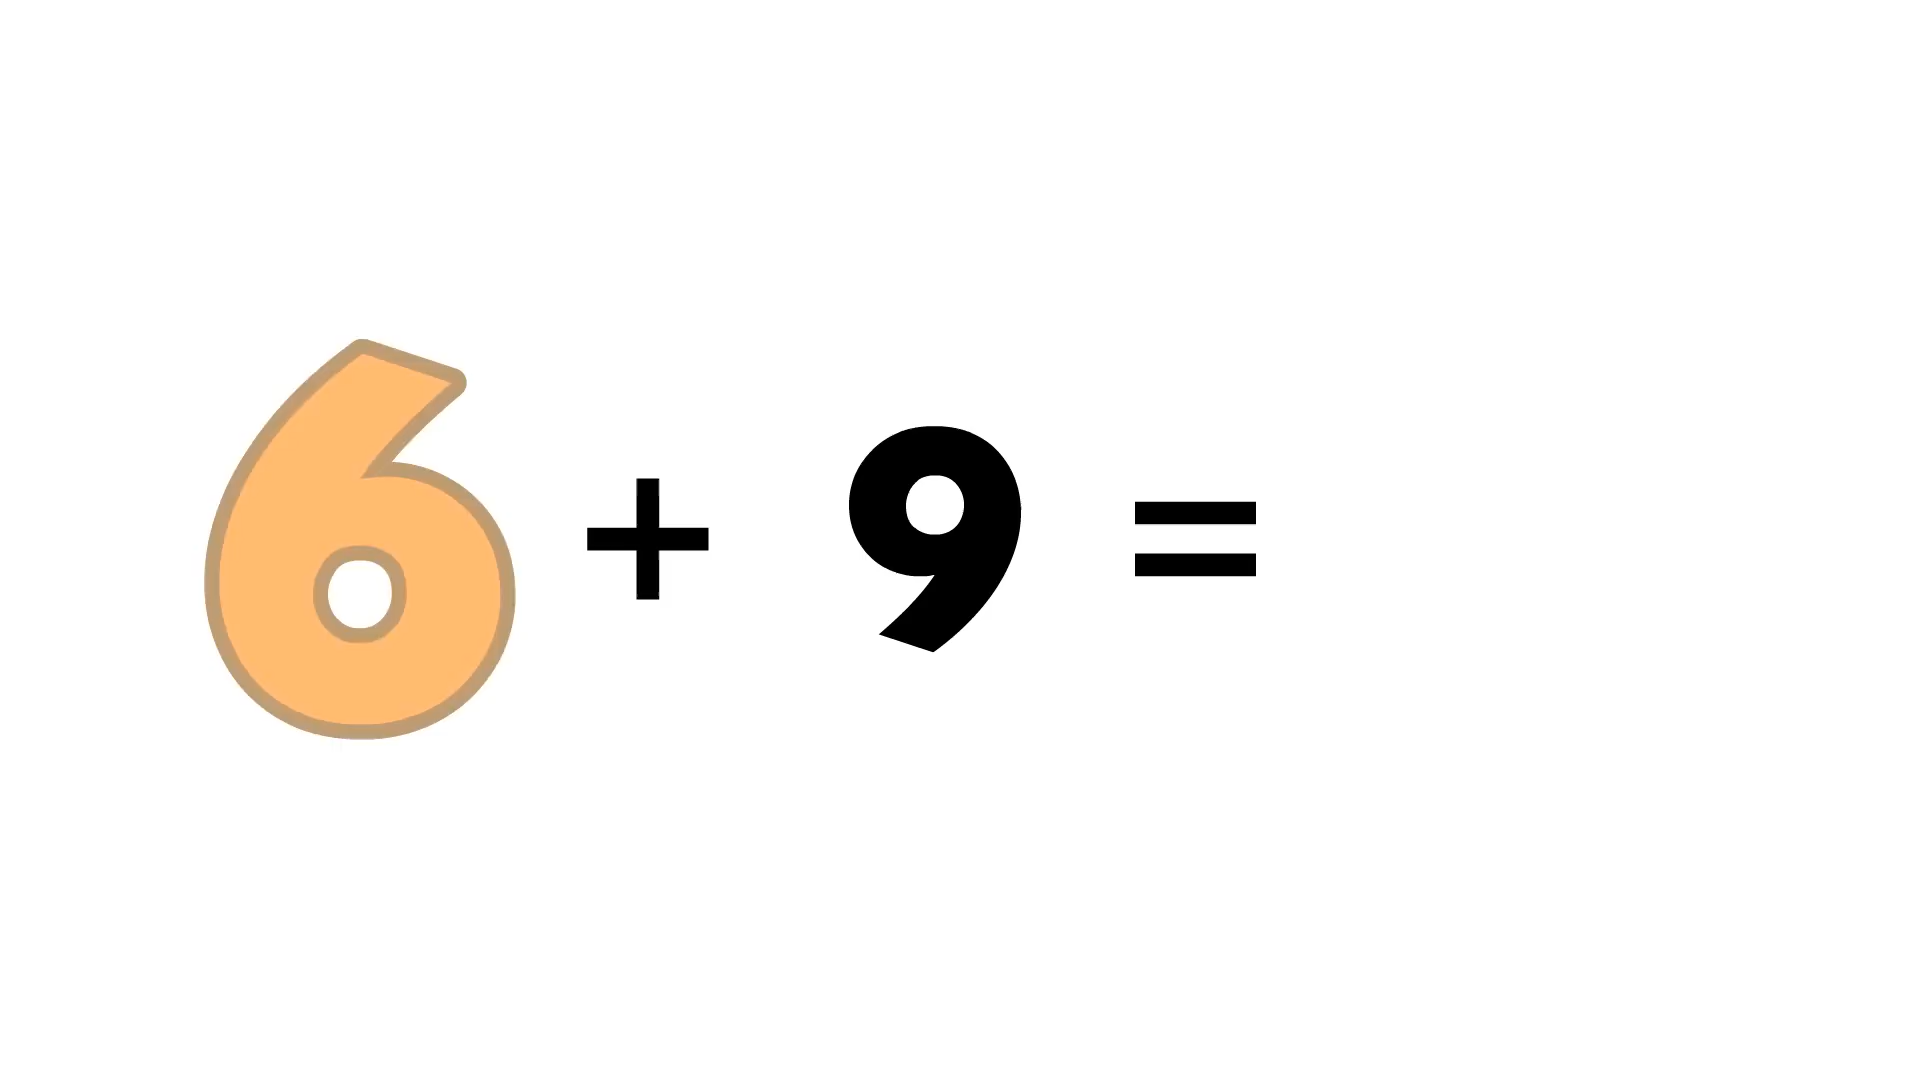 6 + 9 =